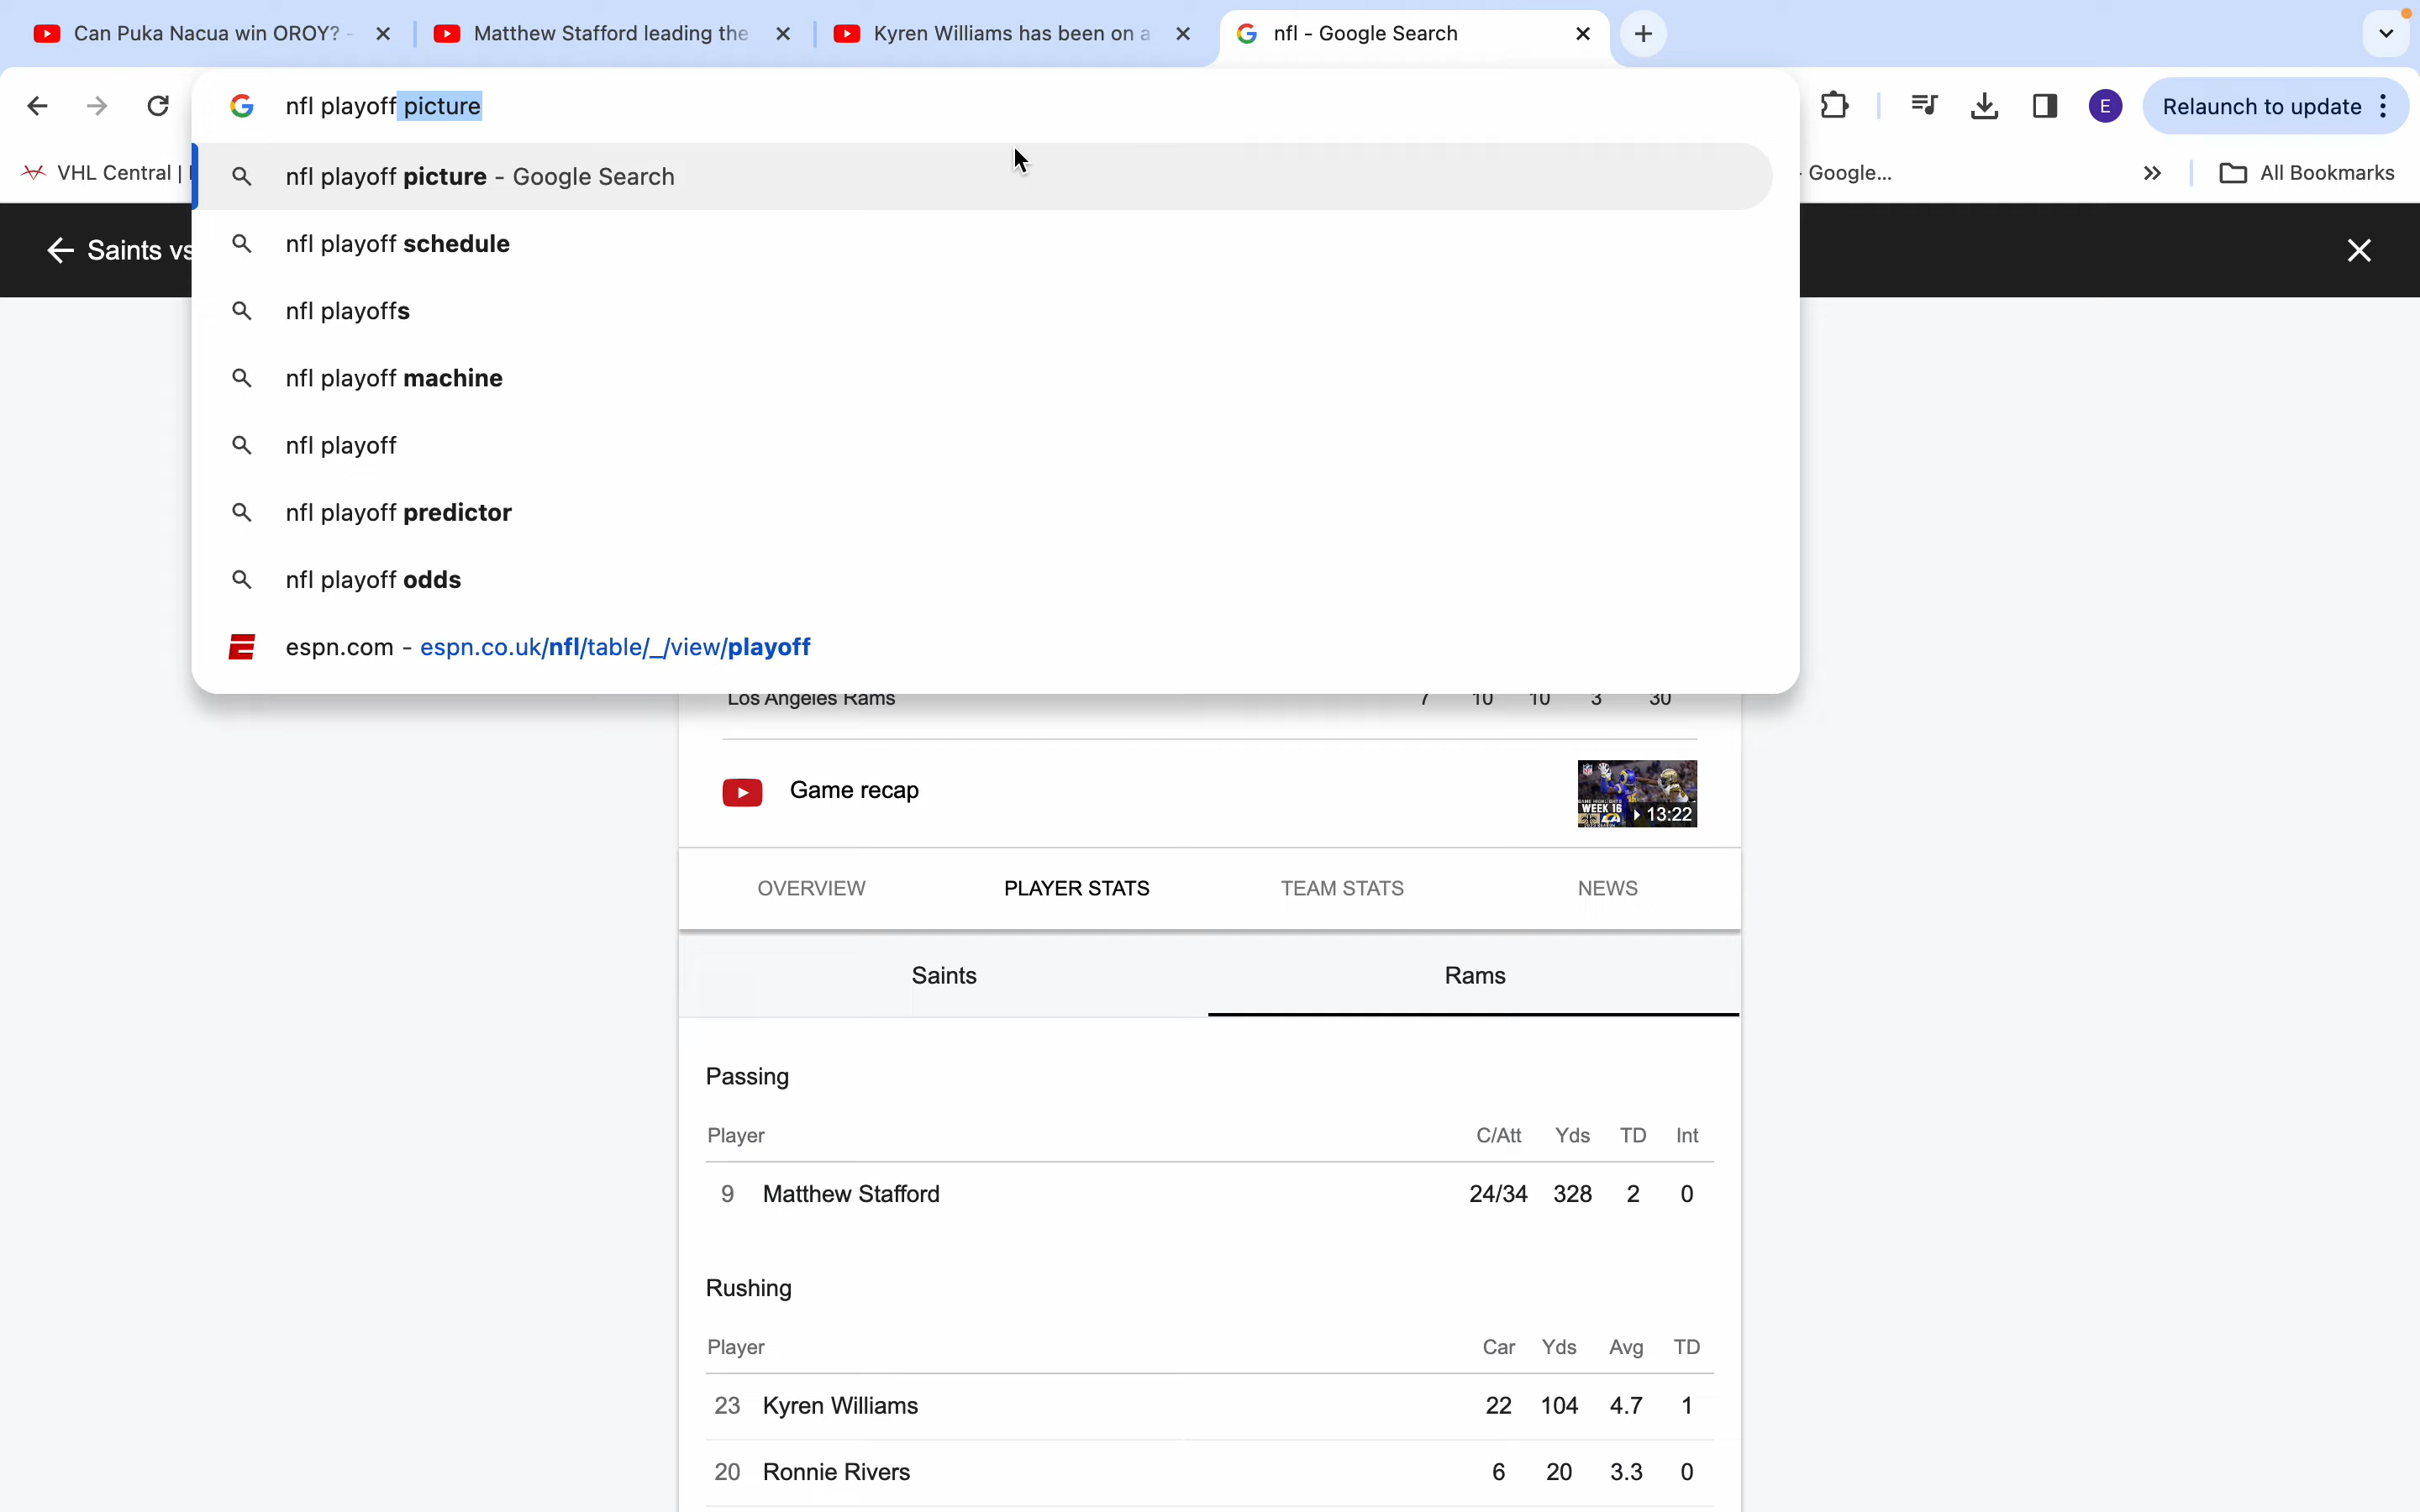 Can Puka Nacua win OROY? -
Matthew Stafford leading the
Kyren Williams has been on a
nfl - Google Search
nfl playoff picture
E
Relaunch to update
VHL Central |
nfl playoff picture - Google Search
- Google...
All Bookmarks
Saints vs
nfl playoff schedule
nfl playoffs
nfl playoff machine
nfl playoff
nfl playoff predictor
nfl playoff odds
espn.com - espn.co.uk/nfl/table/_/view/playoff
Los Angeles Rams 7 10 10 3 30
Game recap
WEEK 16
13:22
OVERVIEW PLAYER STATS TEAM STATS NEWS
Saints Rams
Passing
Player C/Att Yds TD Int
9 Matthew Stafford 24/34 328 2 0
Rushing
Player Car Yds Avg TD
23 Kyren Williams 22 104 4.7 1
20 Ronnie Rivers 6 20 3.3 0